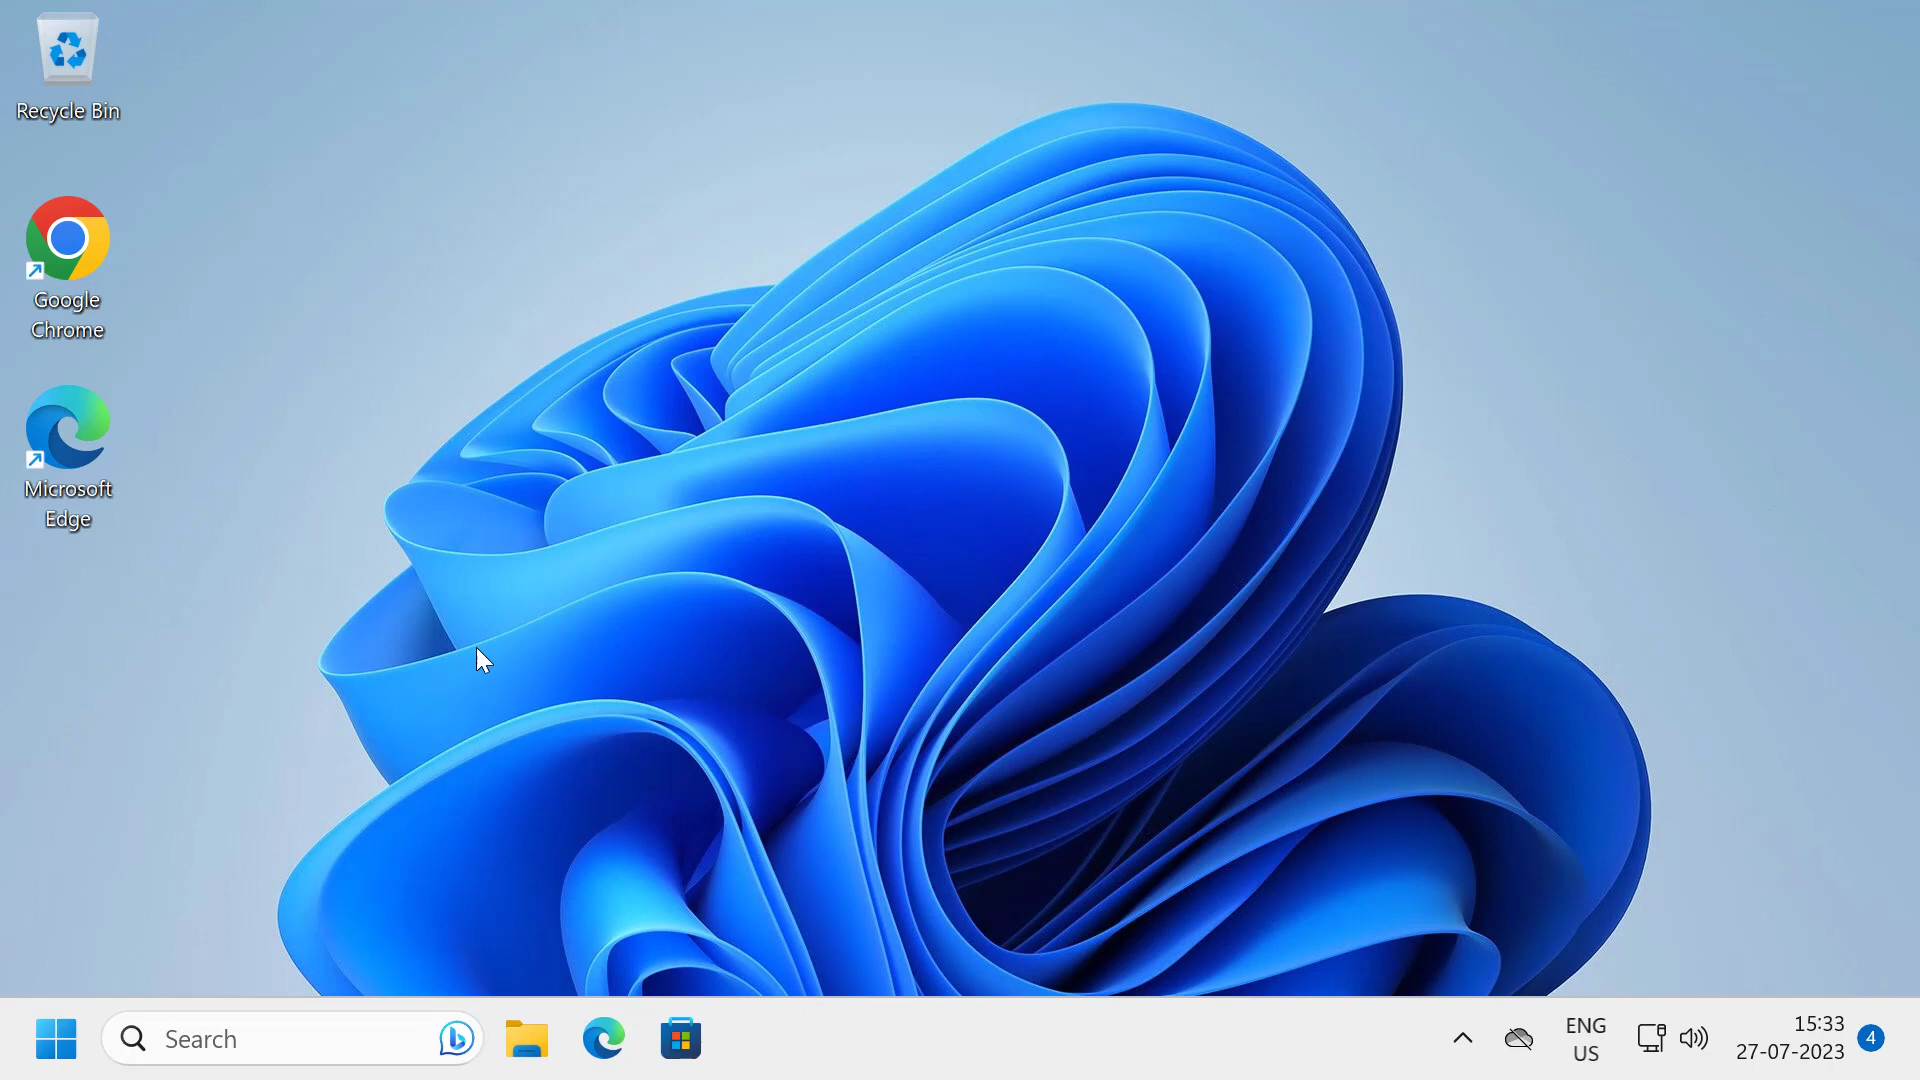 Recycle Bin
Google
Chrome
Microsoft
Edge
Search
ENG
US
15:33
27-07-2023
4